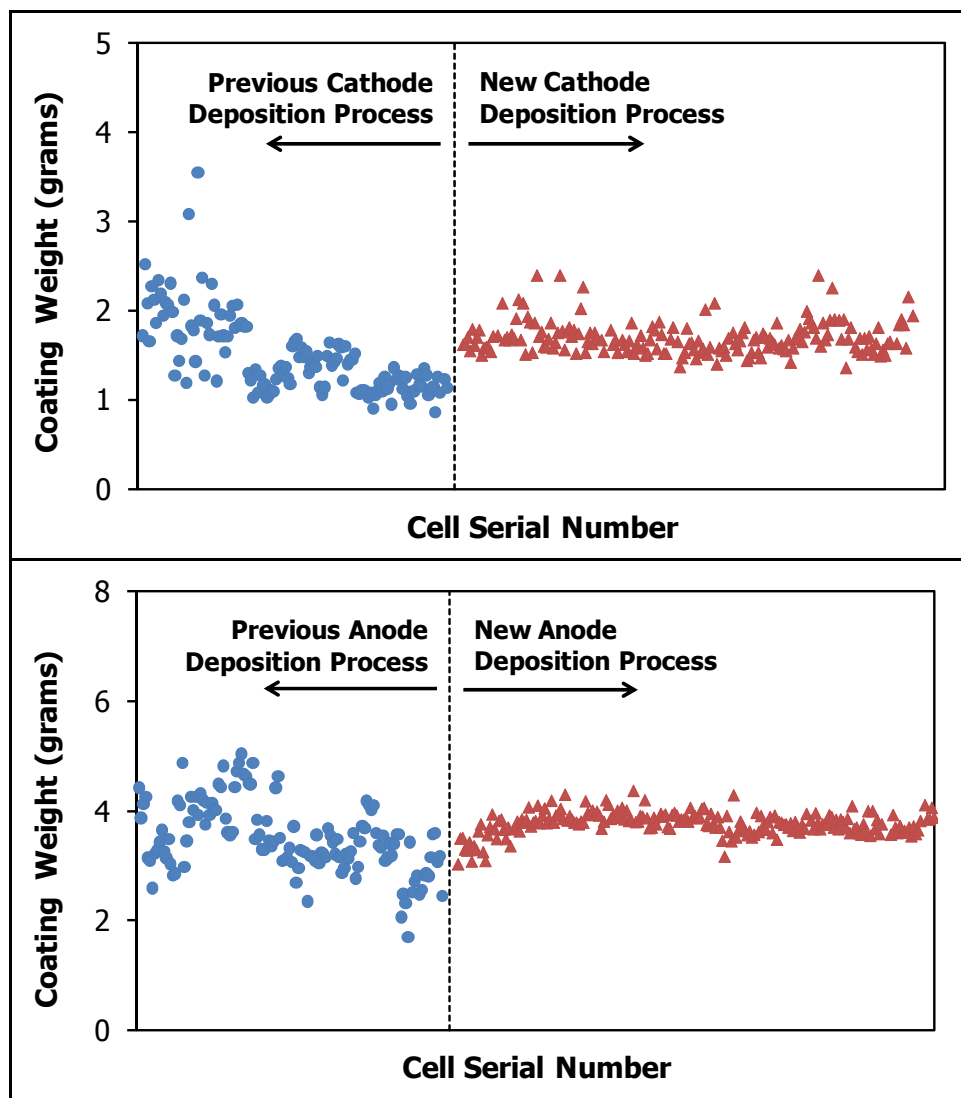 5
4
3
2
1
0
Coating Weight (grams)
Previous Cathode
Deposition Process
New Cathode
Deposition Process
Cell Serial Number
8
6
4
2
0
Coating Weight (grams)
Previous Anode
Deposition Process
New Anode
Deposition Process
Cell Serial Number